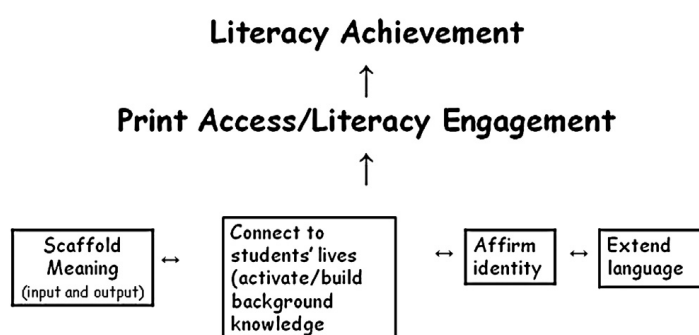 Literacy Achievement
↑
Print Access/Literacy Engagement
↑
Scaffold
Meaning
(input and output)
↔
Connect to
students' lives
(activate/build
background
knowledge
↔
Affirm
identity
↔
Extend
language